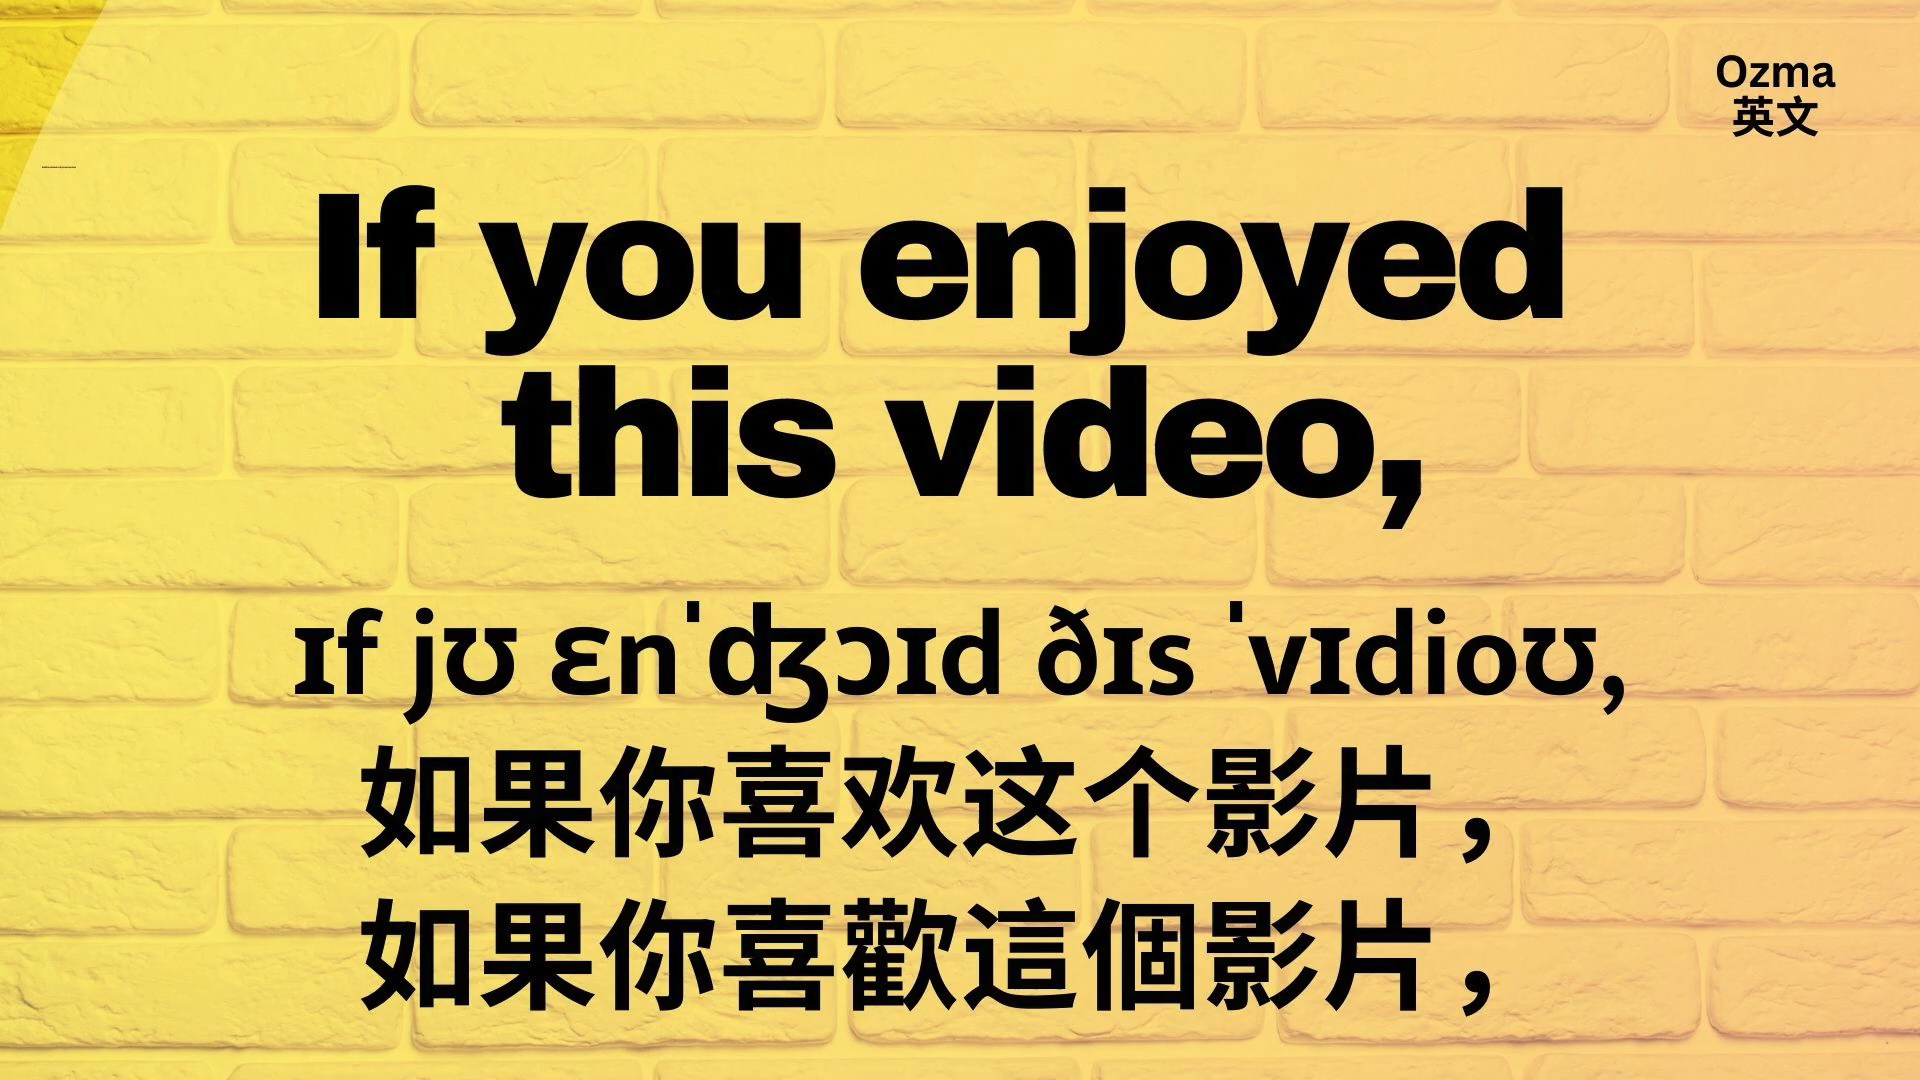 Ozma
英文
If you enjoyed
this video,
ɪf jʊ ɛnˈʤɔɪd ðɪs ˈvɪdioʊ,
如果你喜欢这个影片，
如果你喜歡這個影片，